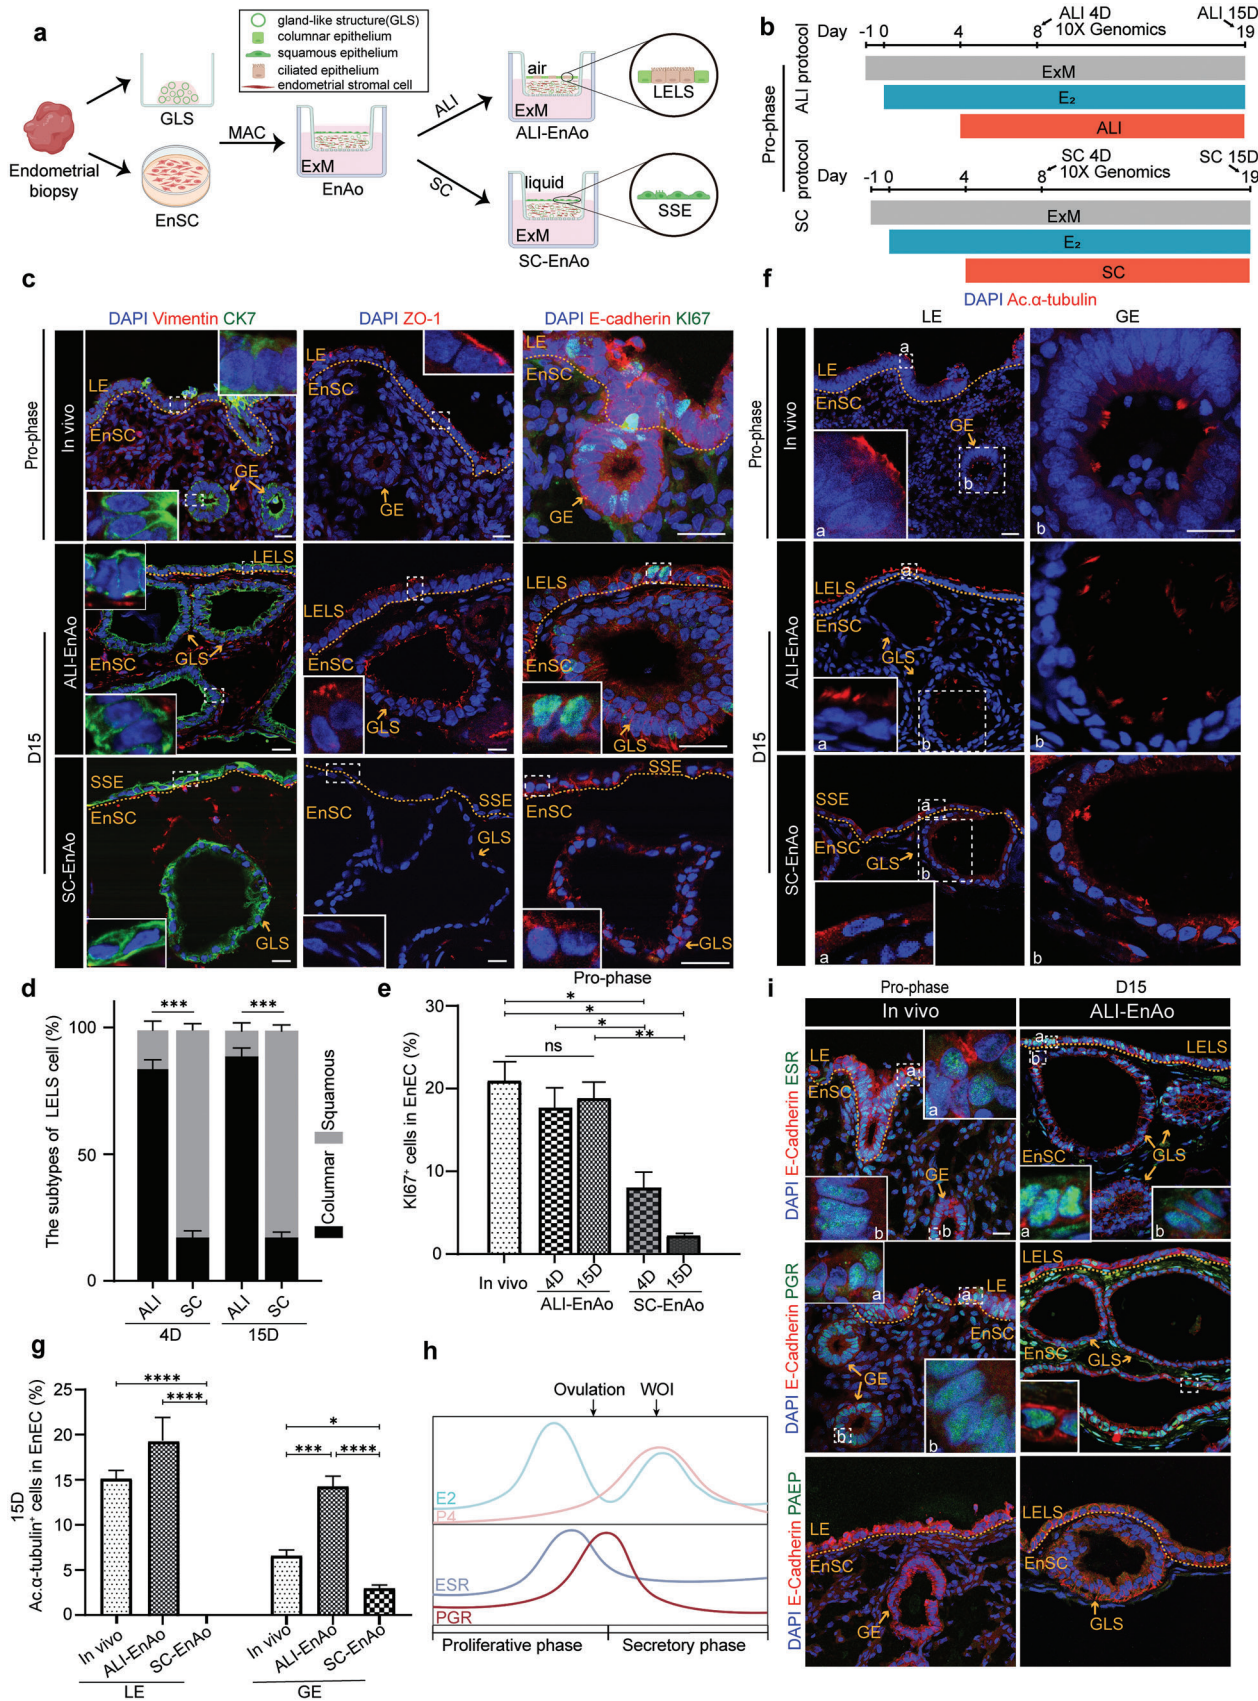 a
gland-like structure(GLS)
columnar epithelium
squamous epithelium
ciliated epithelium
endometrial stromal cell
Endometrial
biopsy
GLS
EnSC
MAC
ExM
EnAo
ALI
SC
air
ExM
ALI-EnAo
LELS
liquid
ExM
SC-EnAo
SSE
b
Pro-phase
ALI protocol
Day -1 0 4 8 19
ALI 4D
10X Genomics
ALI 15D
ExM
E₂
ALI
SC protocol
Day -1 0 4 8 19
SC 4D
10X Genomics
SC 15D
ExM
E₂
SC
c
DAPI Vimentin CK7
DAPI ZO-1
DAPI E-cadherin KI67
Pro-phase
In vivo
LE
EnSC
GE
LE
EnSC
GE
LE
EnSC
GE
D15
ALI-EnAo
LELS
EnSC
GLS
LELS
EnSC
GLS
LELS
EnSC
GLS
SC-EnAo
SSE
EnSC
GLS
EnSC
SSE
GLS
SSE
EnSC
GLS
f
DAPI Ac.α-tubulin
LE
GE
Pro-phase
In vivo
a
LE
EnSC
GE
b
a
b
D15
ALI-EnAo
a
LELS
EnSC
GLS
b
a
b
SC-EnAo
SSE
a
EnSC
GLS
b
a
b
d
The subtypes of LELS cell (%)
100
50
0
***
***
ALI
SC
ALI
SC
4D
15D
Columnar
Squamous
e
Pro-phase
KI67⁺ cells in EnEC (%)
30
20
10
0
*
*
*
**
ns
In vivo
4D
15D
4D
15D
ALI-EnAo
SC-EnAo
g
15D
Ac.α-tubulin⁺ cells in EnEC (%)
25
20
15
10
5
0
****
****
*
***
****
In vivo
ALI-EnAo
SC-EnAo
In vivo
ALI-EnAo
SC-EnAo
LE
GE
h
Ovulation
WOI
E2
P4
ESR
PGR
Proliferative phase
Secretory phase
i
Pro-phase
D15
In vivo
ALI-EnAo
DAPI E-Cadherin ESR
LE
EnSC
a
a
GE
b
b
a
b
LELS
EnSC
GLS
a
b
DAPI E-Cadherin PGR
a
a
LE
EnSC
GE
b
b
LELS
EnSC
GLS
DAPI E-Cadherin PAEP
LE
EnSC
GE
LELS
EnSC
GLS